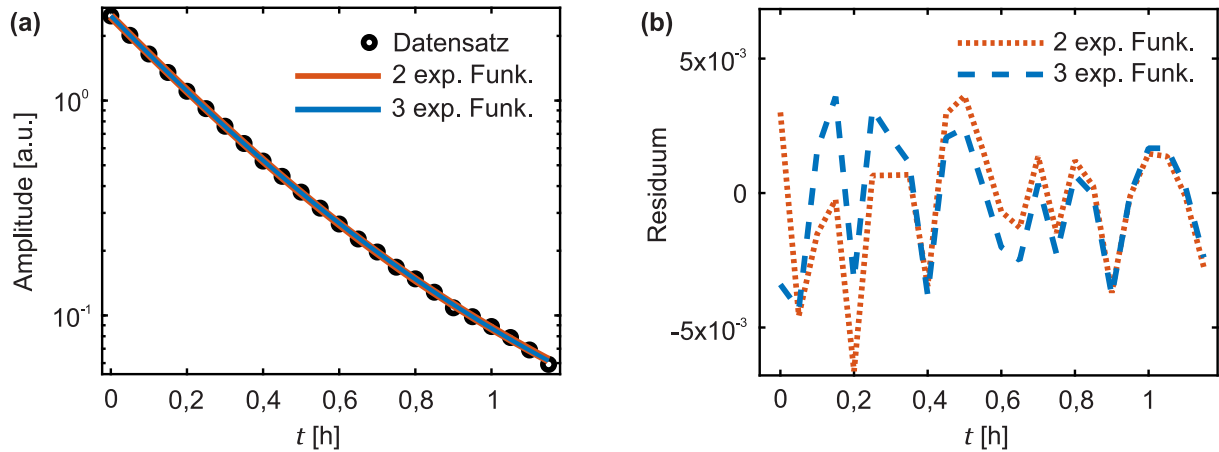 (a)
Amplitude [a.u.]
10⁰
10⁻¹
Datensatz
2 exp. Funk.
3 exp. Funk.
0 0,2 0,4 0,6 0,8 1
t [h]
(b)
Residuum
5x10⁻³
0
-5x10⁻³
2 exp. Funk.
3 exp. Funk.
0 0,2 0,4 0,6 0,8 1
t [h]